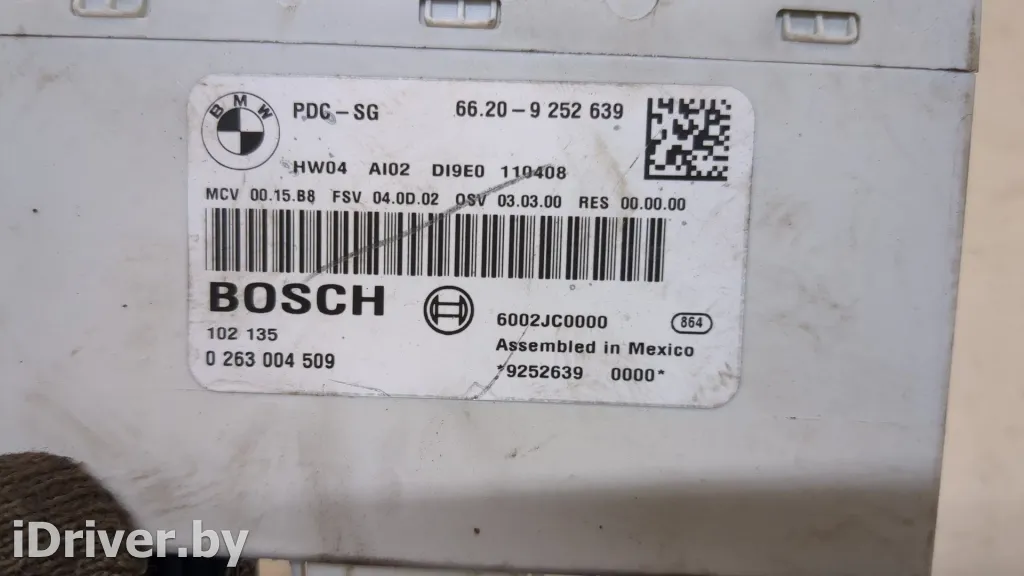 BMW PDC-SG 66.20-9 252 639
HW04 AI02 DI9E0 110408
MCV 00.15.B8 FSV 04.0D.02 OSV 03.03.00 RES 00.00.00
BOSCH
102 135
0 263 004 509
6002JC0000 864
Assembled in Mexico
*9252639 0000*
iDriver.by